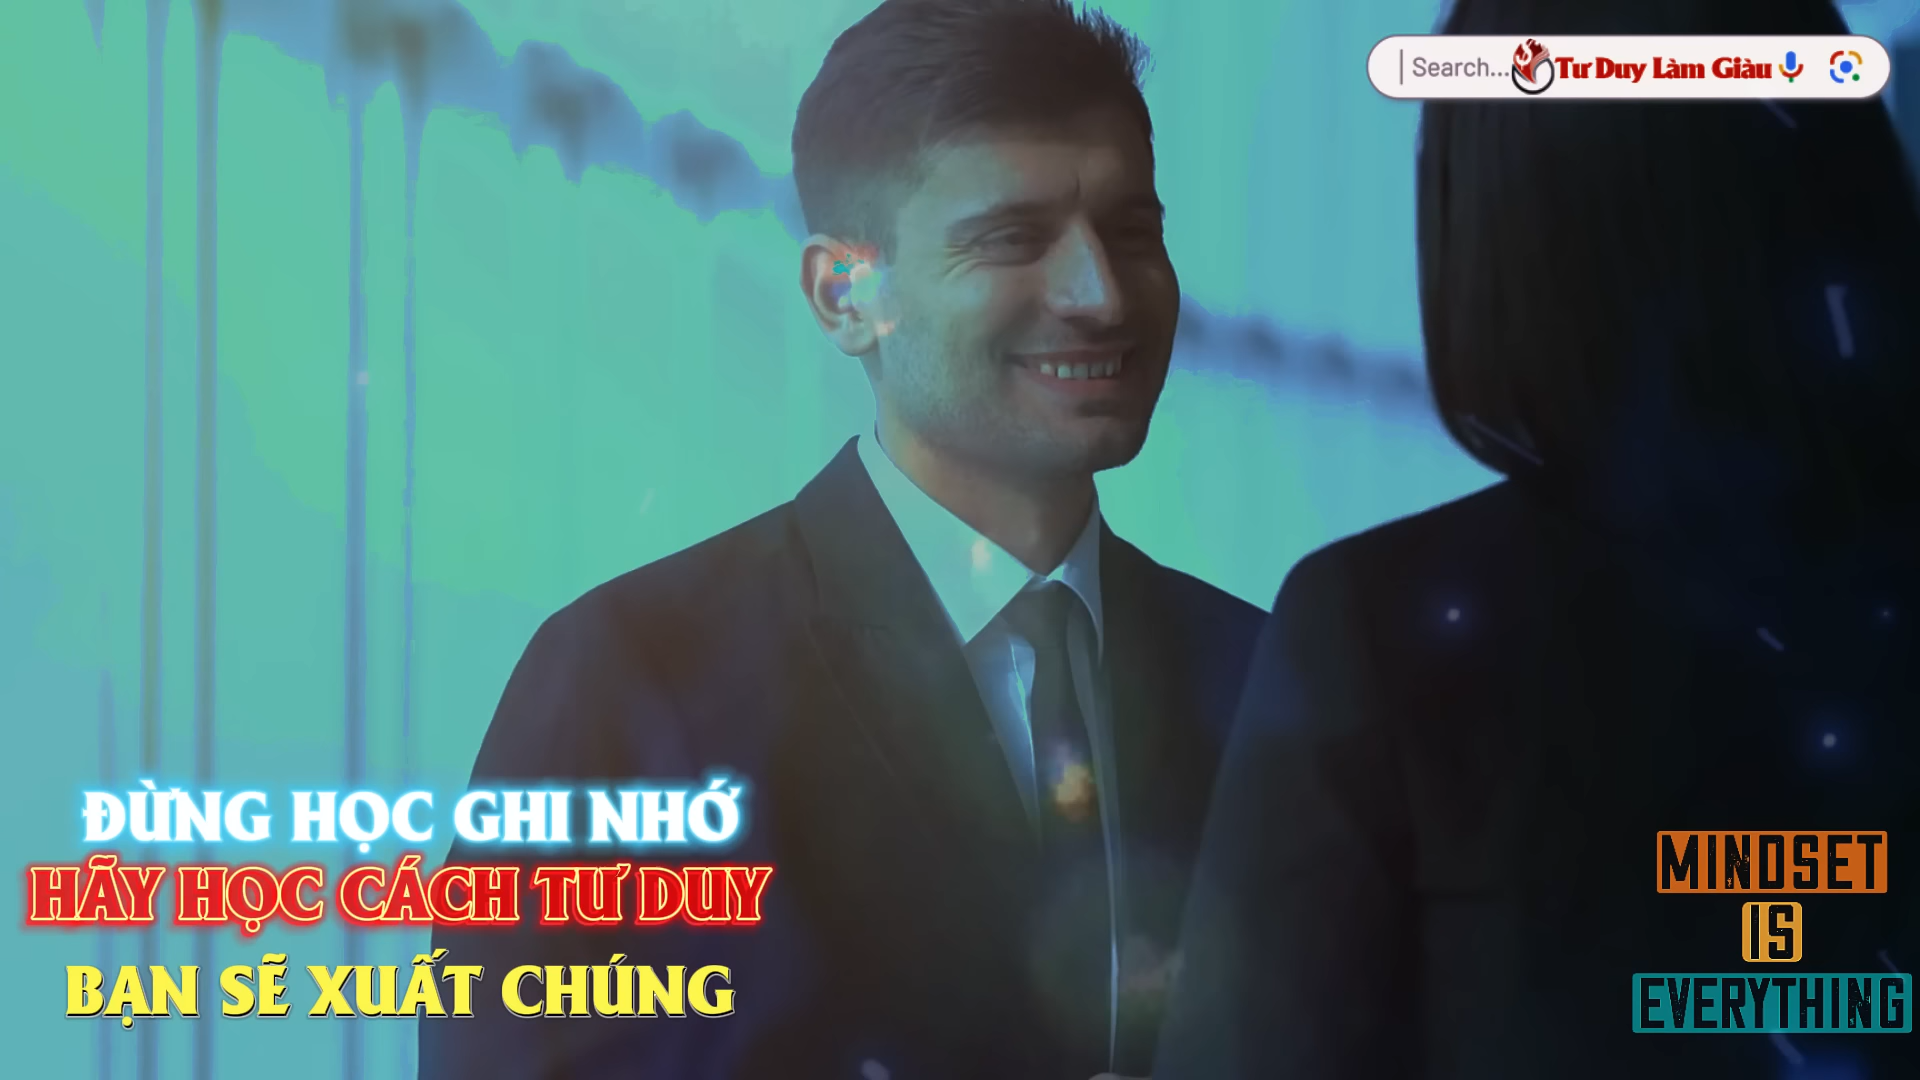 Search... Tư Duy Làm Giàu
ĐỪNG HỌC GHI NHỚ
HÃY HỌC CÁCH TƯ DUY
BẠN SẼ XUẤT CHÚNG
MINDSET
IS
EVERYTHING